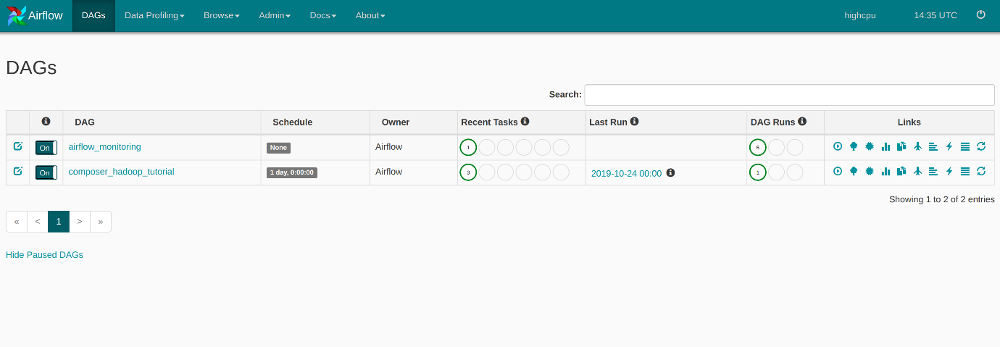 Airflow DAGs Data Profiling Browse Admin Docs About highcpu 14:35 UTC
DAGs
Search:
DAG Schedule Owner Recent Tasks Last Run DAG Runs Links
On airflow_monitoring None Airflow 1 5
On composer_hadoop_tutorial 1 day, 0:00:00 Airflow 3 2019-10-24 00:00 1
Showing 1 to 2 of 2 entries
« < 1 > »
Hide Paused DAGs